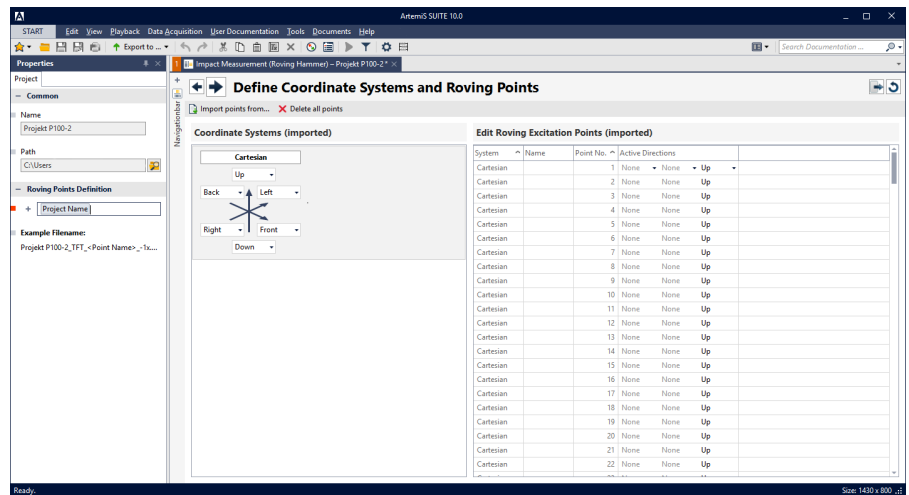 ArtemiS SUITE 10.0
START Edit View Playback Data Acquisition User Documentation Tools Documents Help
Export to ... Search Documentation ...
Properties
1 Impact Measurement (Roving Hammer) – Projekt P100-2*
Project
Define Coordinate Systems and Roving Points
Common
Navigationbar
Import points from... Delete all points
Name
Projekt P100-2
Coordinate Systems (imported)
Edit Roving Excitation Points (imported)
Path
C:\Users
Cartesian
Up
Back Left
Right Front
Down
Roving Points Definition
Project Name
Example Filename:
Projekt P100-2_TFT_<Point Name>_-1x....
System Name Point No. Active Directions
Cartesian 1 None None Up
Cartesian 2 None None Up
Cartesian 3 None None Up
Cartesian 4 None None Up
Cartesian 5 None None Up
Cartesian 6 None None Up
Cartesian 7 None None Up
Cartesian 8 None None Up
Cartesian 9 None None Up
Cartesian 10 None None Up
Cartesian 11 None None Up
Cartesian 12 None None Up
Cartesian 13 None None Up
Cartesian 14 None None Up
Cartesian 15 None None Up
Cartesian 16 None None Up
Cartesian 17 None None Up
Cartesian 18 None None Up
Cartesian 19 None None Up
Cartesian 20 None None Up
Cartesian 21 None None Up
Cartesian 22 None None Up
Ready. Size: 1430 x 800